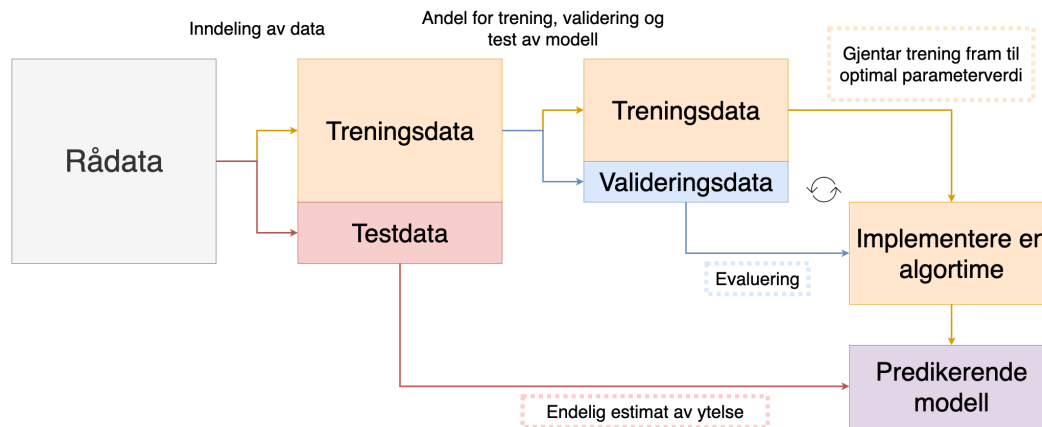 Inndeling av data
Andel for trening, validering og
test av modell
Gjentar trening fram til
optimal parameterverdi
Rådata
Treningsdata
Testdata
Treningsdata
Valideringsdata
Implementere en
algortime
Evaluering
Predikerende
modell
Endelig estimat av ytelse